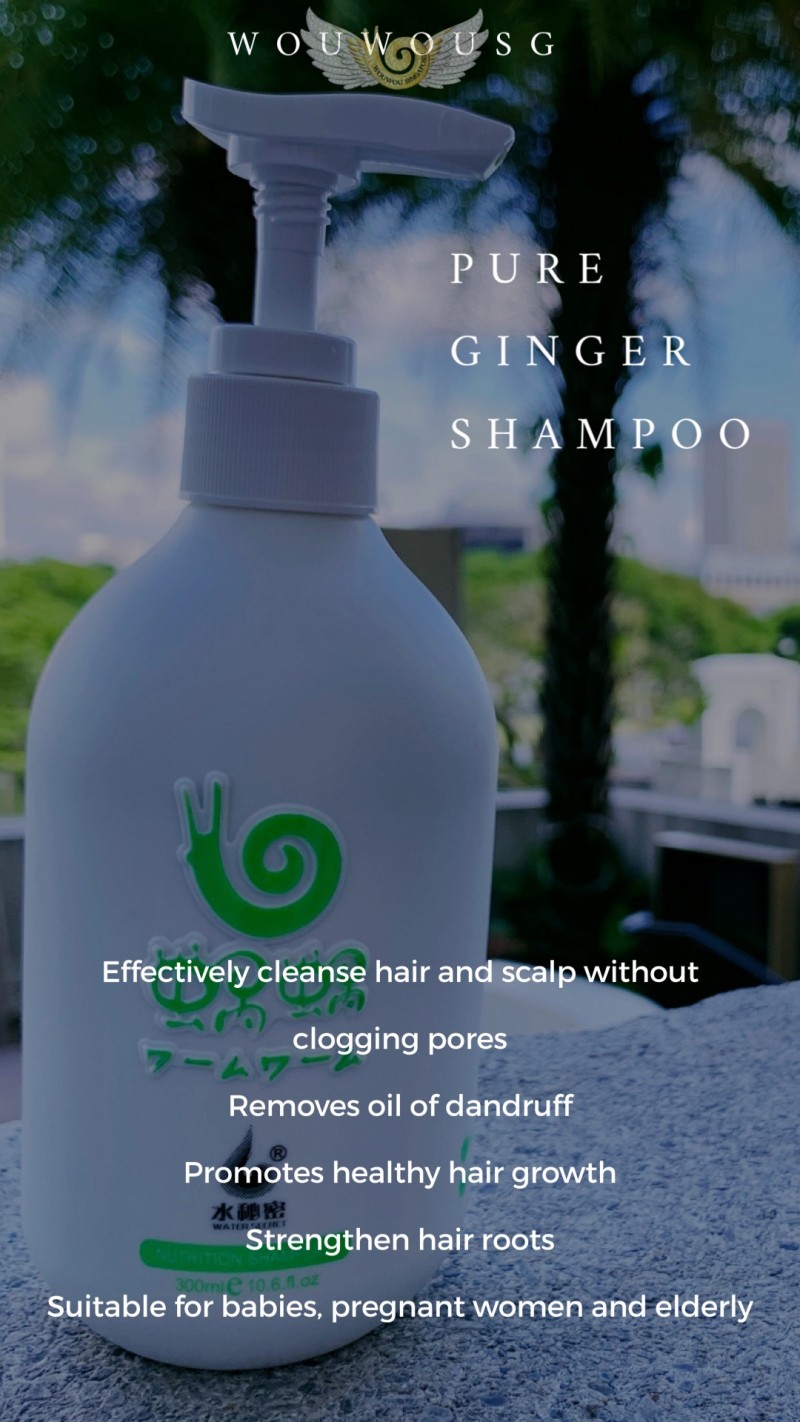 WOUWOUSG
PURE
GINGER
SHAMPOO
Effectively cleanse hair and scalp without
clogging pores
ワームワーム
Removes oil of dandruff
®
Promotes healthy hair growth
水秘密
WATER SECRET
Strengthen hair roots
300ml e 10.6.fl.oz
Suitable for babies, pregnant women and elderly